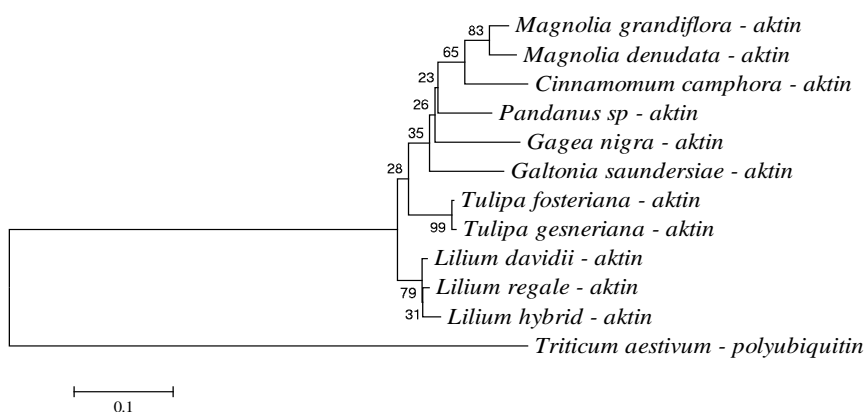 83
Magnolia grandiflora - aktin
65
Magnolia denudata - aktin
Cinnamomum camphora - aktin
23
26
Pandanus sp - aktin
35
Gagea nigra - aktin
28
Galtonia saundersiae - aktin
Tulipa fosteriana - aktin
99
Tulipa gesneriana - aktin
Lilium davidii - aktin
79
Lilium regale - aktin
31
Lilium hybrid - aktin
Triticum aestivum - polyubiquitin
0.1